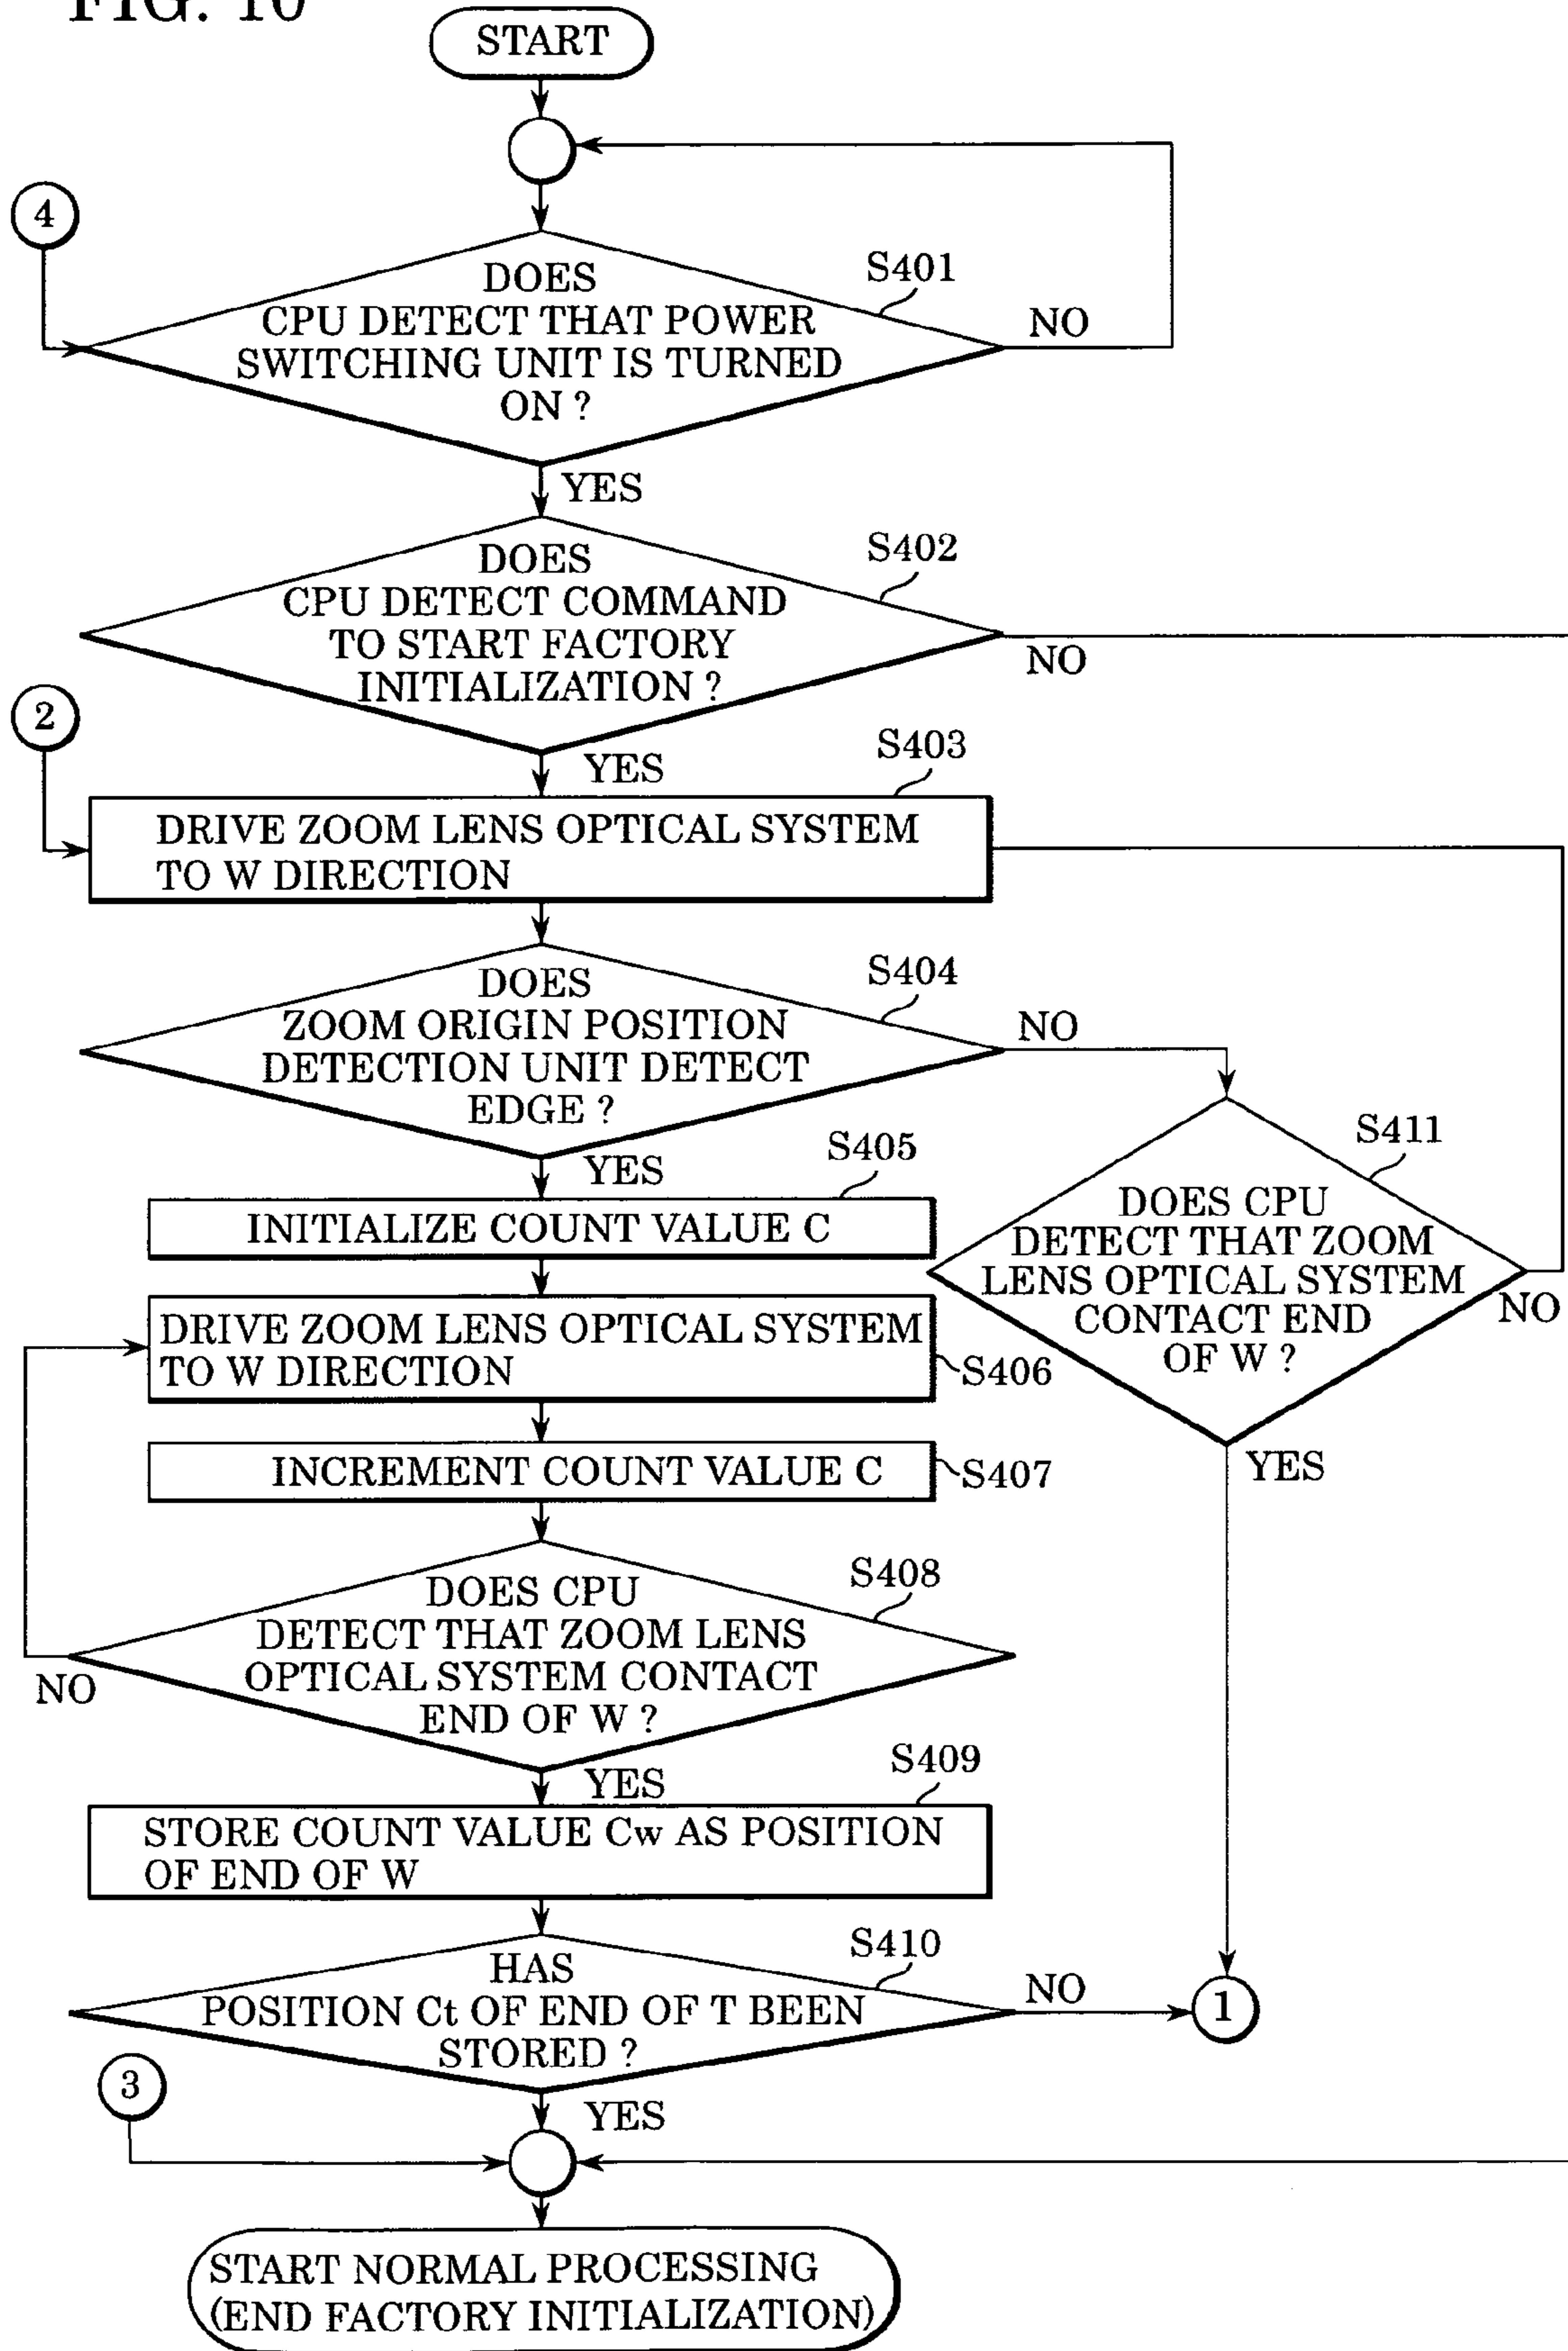 FIG. 10
START
4
DOES
CPU DETECT THAT POWER
SWITCHING UNIT IS TURNED
ON ?
S401
NO
YES
DOES
CPU DETECT COMMAND
TO START FACTORY
INITIALIZATION ?
S402
NO
2
YES
S403
DRIVE ZOOM LENS OPTICAL SYSTEM
TO W DIRECTION
DOES
ZOOM ORIGIN POSITION
DETECTION UNIT DETECT
EDGE ?
S404
NO
YES
S405
INITIALIZE COUNT VALUE C
S411
DOES CPU
DETECT THAT ZOOM
LENS OPTICAL SYSTEM
CONTACT END
OF W ?
NO
YES
DRIVE ZOOM LENS OPTICAL SYSTEM
TO W DIRECTION
S406
INCREMENT COUNT VALUE C
S407
DOES CPU
DETECT THAT ZOOM LENS
OPTICAL SYSTEM CONTACT
END OF W ?
S408
NO
YES
S409
STORE COUNT VALUE Cw AS POSITION
OF END OF W
HAS
POSITION Ct OF END OF T BEEN
STORED ?
S410
NO
1
3
YES
START NORMAL PROCESSING
(END FACTORY INITIALIZATION)